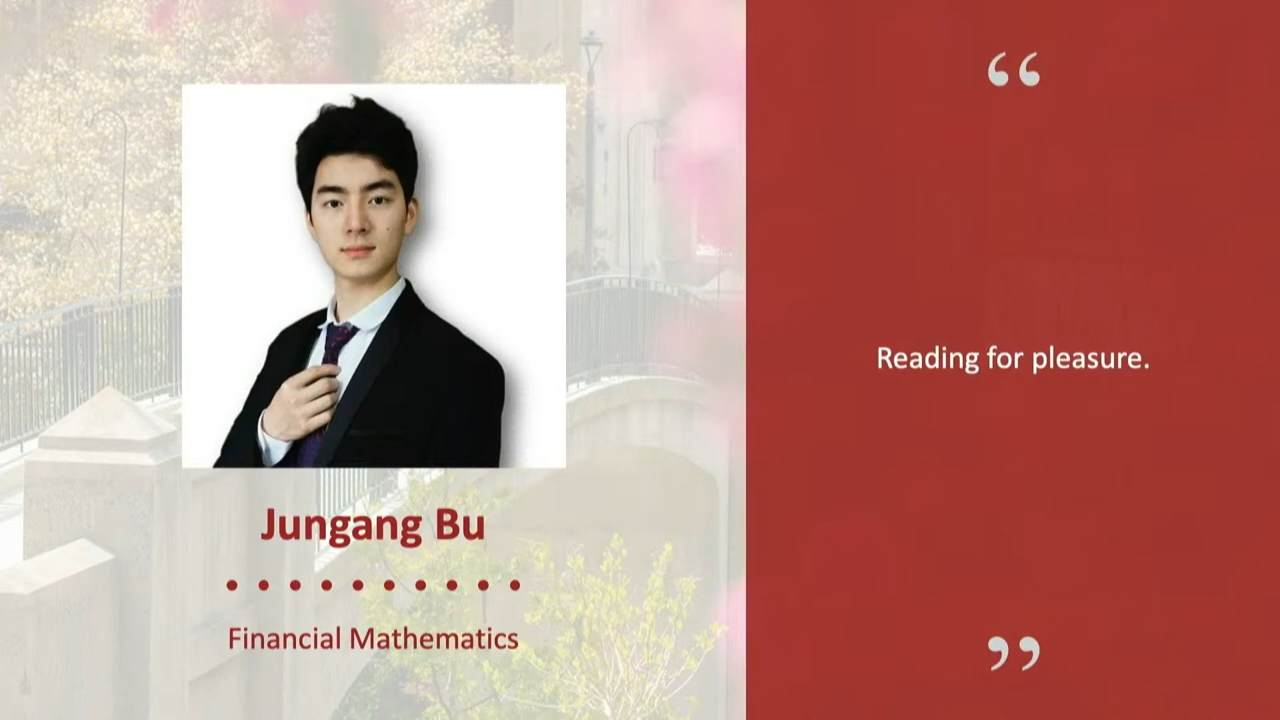 Jungang Bu
Financial Mathematics
“
Reading for pleasure.
”